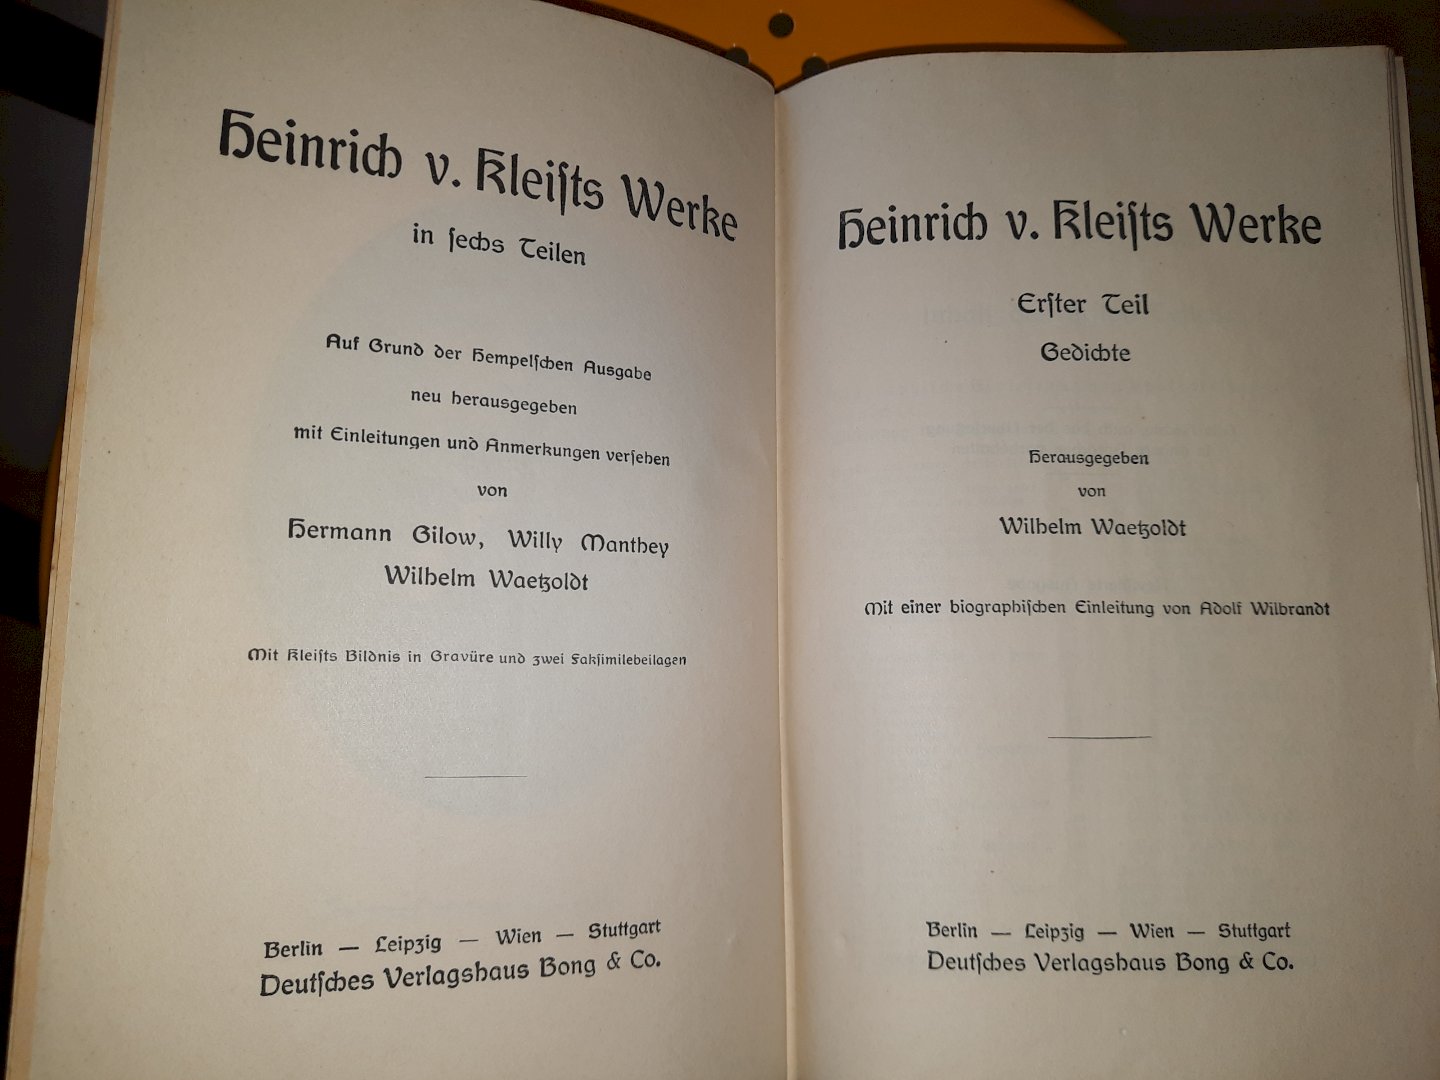 Heinrich v. Kleiſts Werke
in ſechs Teilen
Auf Grund der Hempelſchen Ausgabe
neu herausgegeben
mit Einleitungen und Anmerkungen verſehen
von
Hermann Gilow, Willy Manthey
Wilhelm Waetzoldt
Mit Kleiſts Bildnis in Gravüre und zwei Fakſimilebeilagen
Berlin — Leipzig — Wien — Stuttgart
Deutſches Verlagshaus Bong & Co.
Heinrich v. Kleiſts Werke
Erſter Teil
Gedichte
Herausgegeben
von
Wilhelm Waetzoldt
Mit einer biographiſchen Einleitung von Adolf Wilbrandt
Berlin — Leipzig — Wien — Stuttgart
Deutſches Verlagshaus Bong & Co.